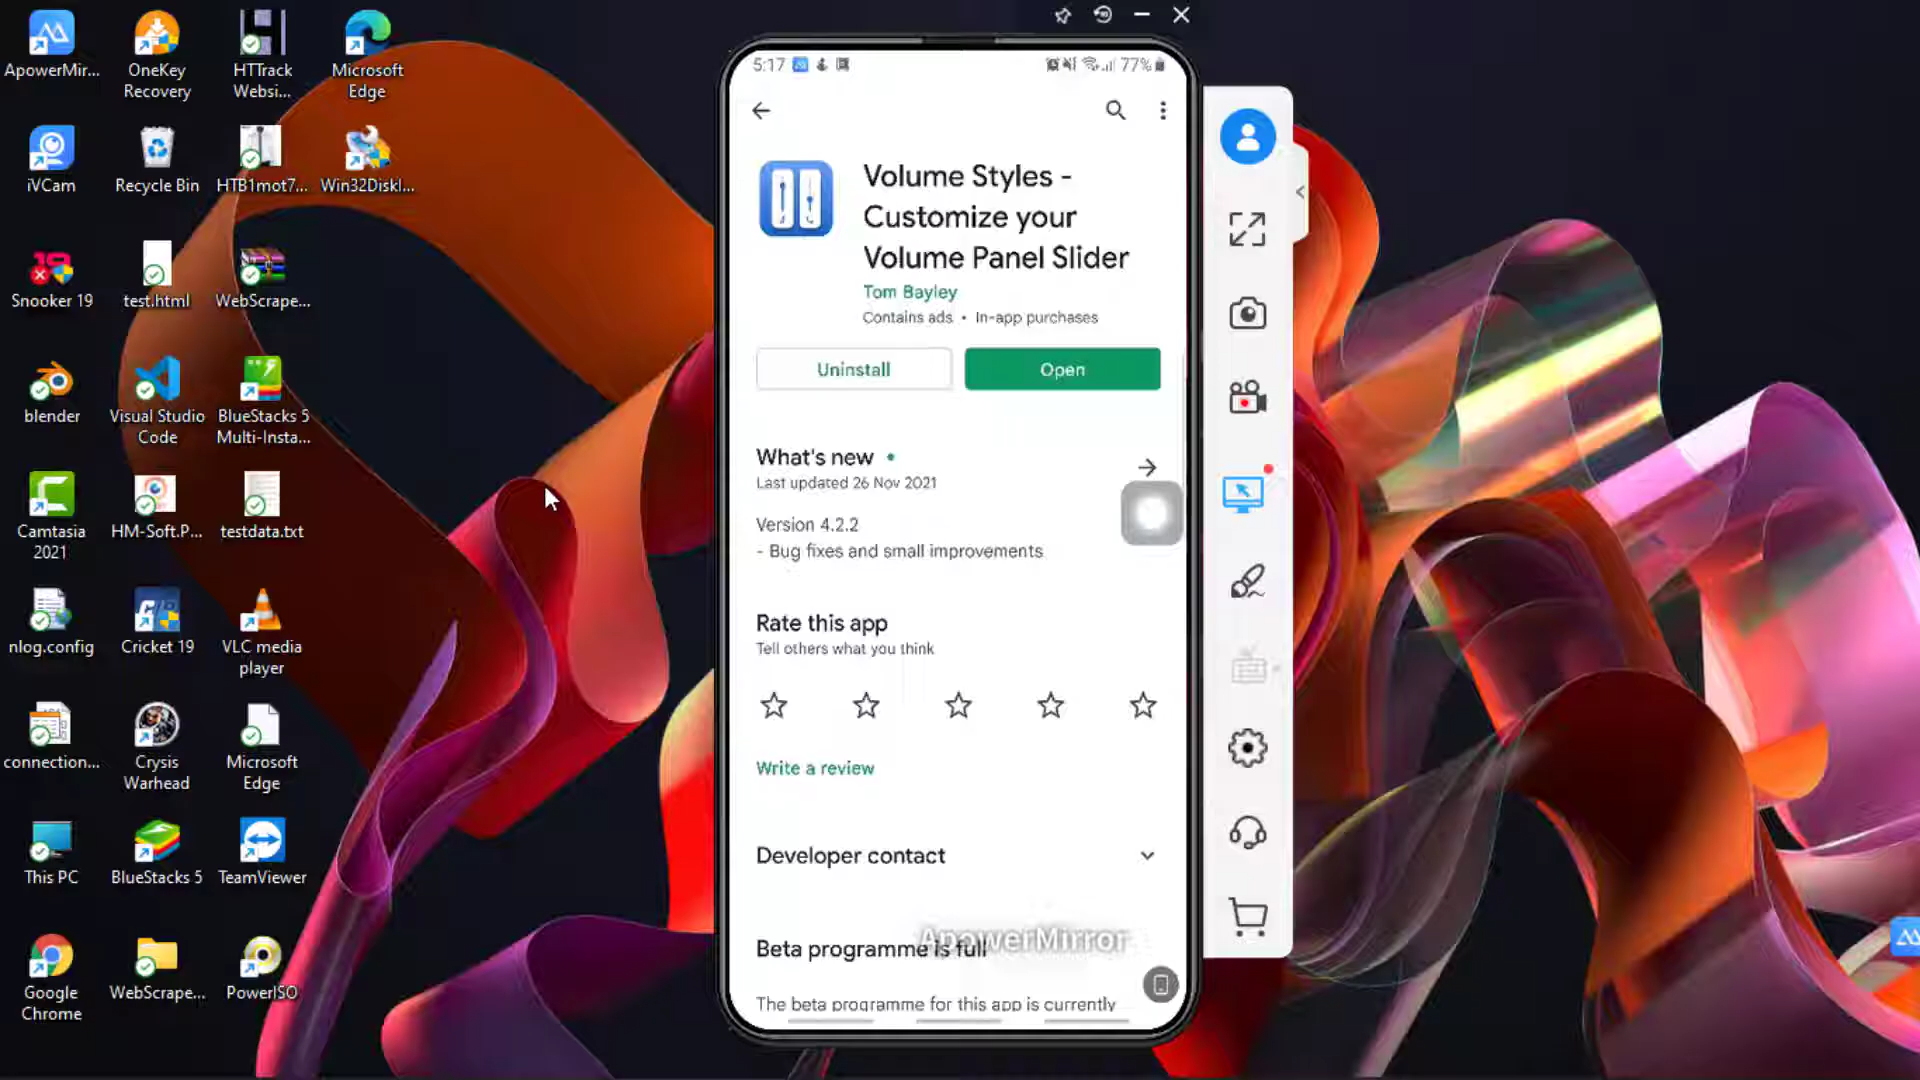 ApowerMir...
OneKey
Recovery
HTTrack
Websi...
Microsoft
Edge
iVCam
Recycle Bin
HTB1mot7...
Win32DiskI...
Snooker 19
test.html
WebScrape...
blender
Visual Studio
Code
BlueStacks 5
Multi-Insta...
Camtasia
2021
HM-Soft.P...
testdata.txt
nlog.config
Cricket 19
VLC media
player
connection...
Crysis
Warhead
Microsoft
Edge
This PC
BlueStacks 5
TeamViewer
Google
Chrome
WebScrape...
PowerISO
5:17
77%
Volume Styles -
Customize your
Volume Panel Slider
Tom Bayley
Contains ads • In-app purchases
Uninstall
Open
What's new
Last updated 26 Nov 2021
Version 4.2.2
- Bug fixes and small improvements
Rate this app
Tell others what you think
Write a review
Developer contact
Beta programme is full
ApowerMirror
The beta programme for this app is currently